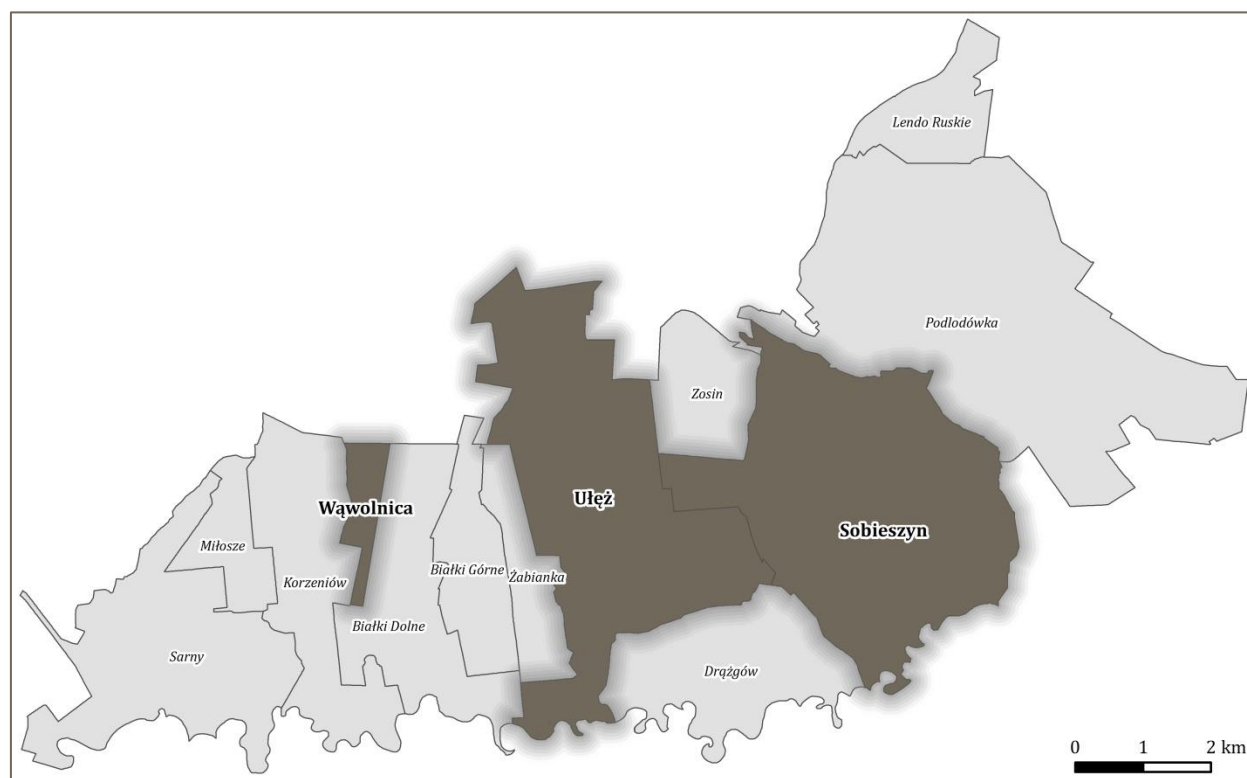 Lendo Ruskie
Podlodówka
Zosin
Wąwolnica
Ułęż
Sobieszyn
Miłosze
Korzeniów
Białki Górne
Żabianka
Białki Dolne
Sarny
Drążgów
0 1 2 km